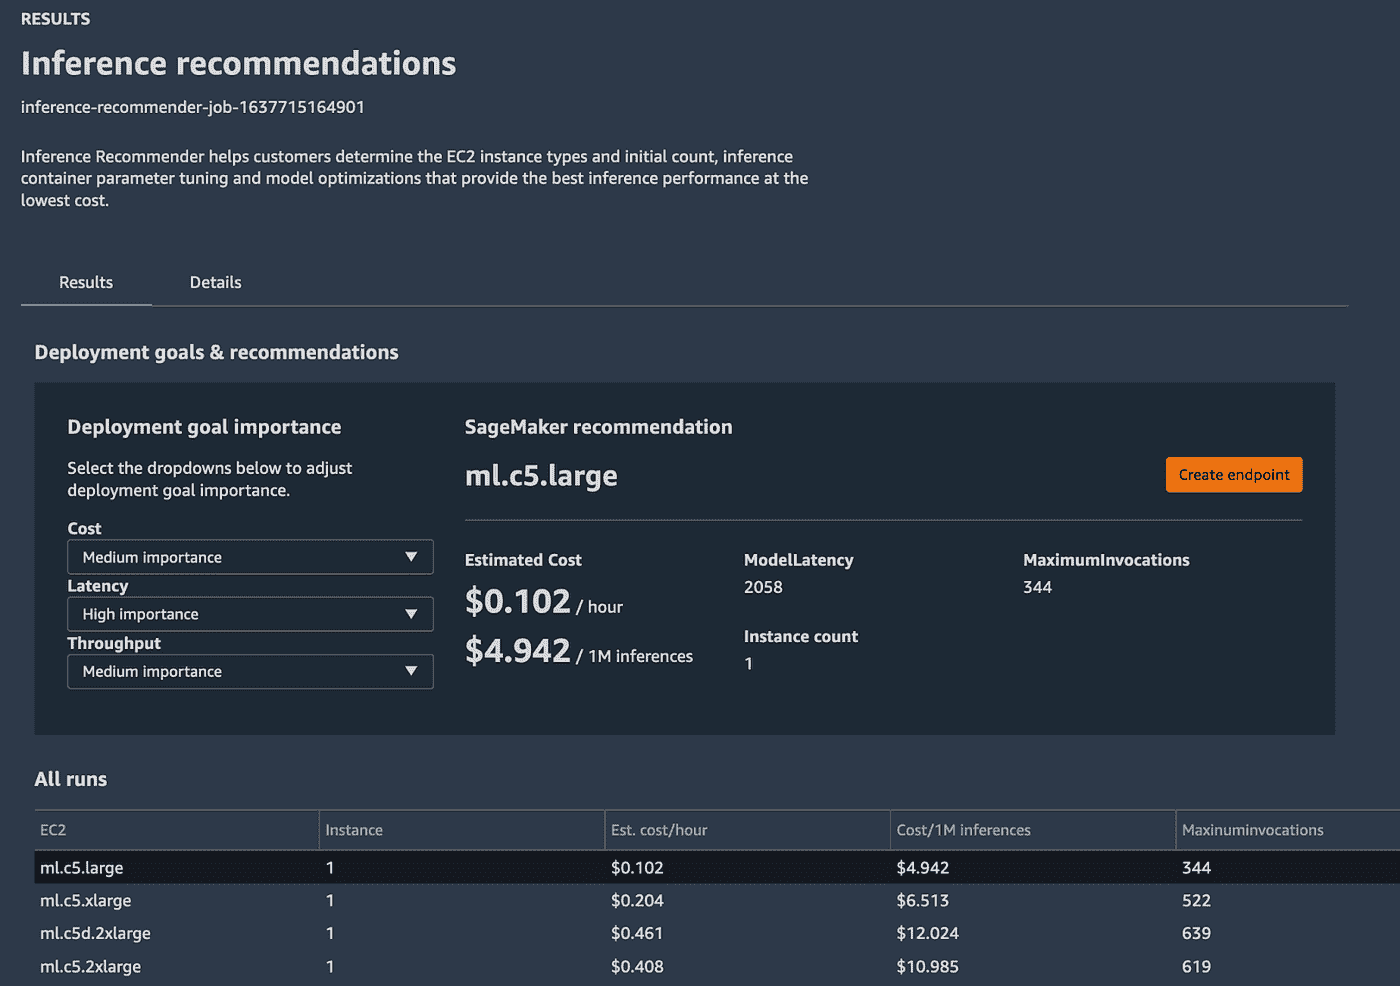 RESULTS
Inference recommendations
inference-recommender-job-1637715164901
Inference Recommender helps customers determine the EC2 instance types and initial count, inference
container parameter tuning and model optimizations that provide the best inference performance at the
lowest cost.
Results Details
Deployment goals & recommendations
Deployment goal importance
Select the dropdowns below to adjust
deployment goal importance.
Cost
Medium importance
Latency
High importance
Throughput
Medium importance
SageMaker recommendation
ml.c5.large
Create endpoint
Estimated Cost
$0.102 / hour
$4.942 / 1M inferences
ModelLatency
2058
Instance count
1
MaximumInvocations
344
All runs
EC2 Instance Est. cost/hour Cost/1M inferences Maxinuminvocations
ml.c5.large 1 $0.102 $4.942 344
ml.c5.xlarge 1 $0.204 $6.513 522
ml.c5d.2xlarge 1 $0.461 $12.024 639
ml.c5.2xlarge 1 $0.408 $10.985 619